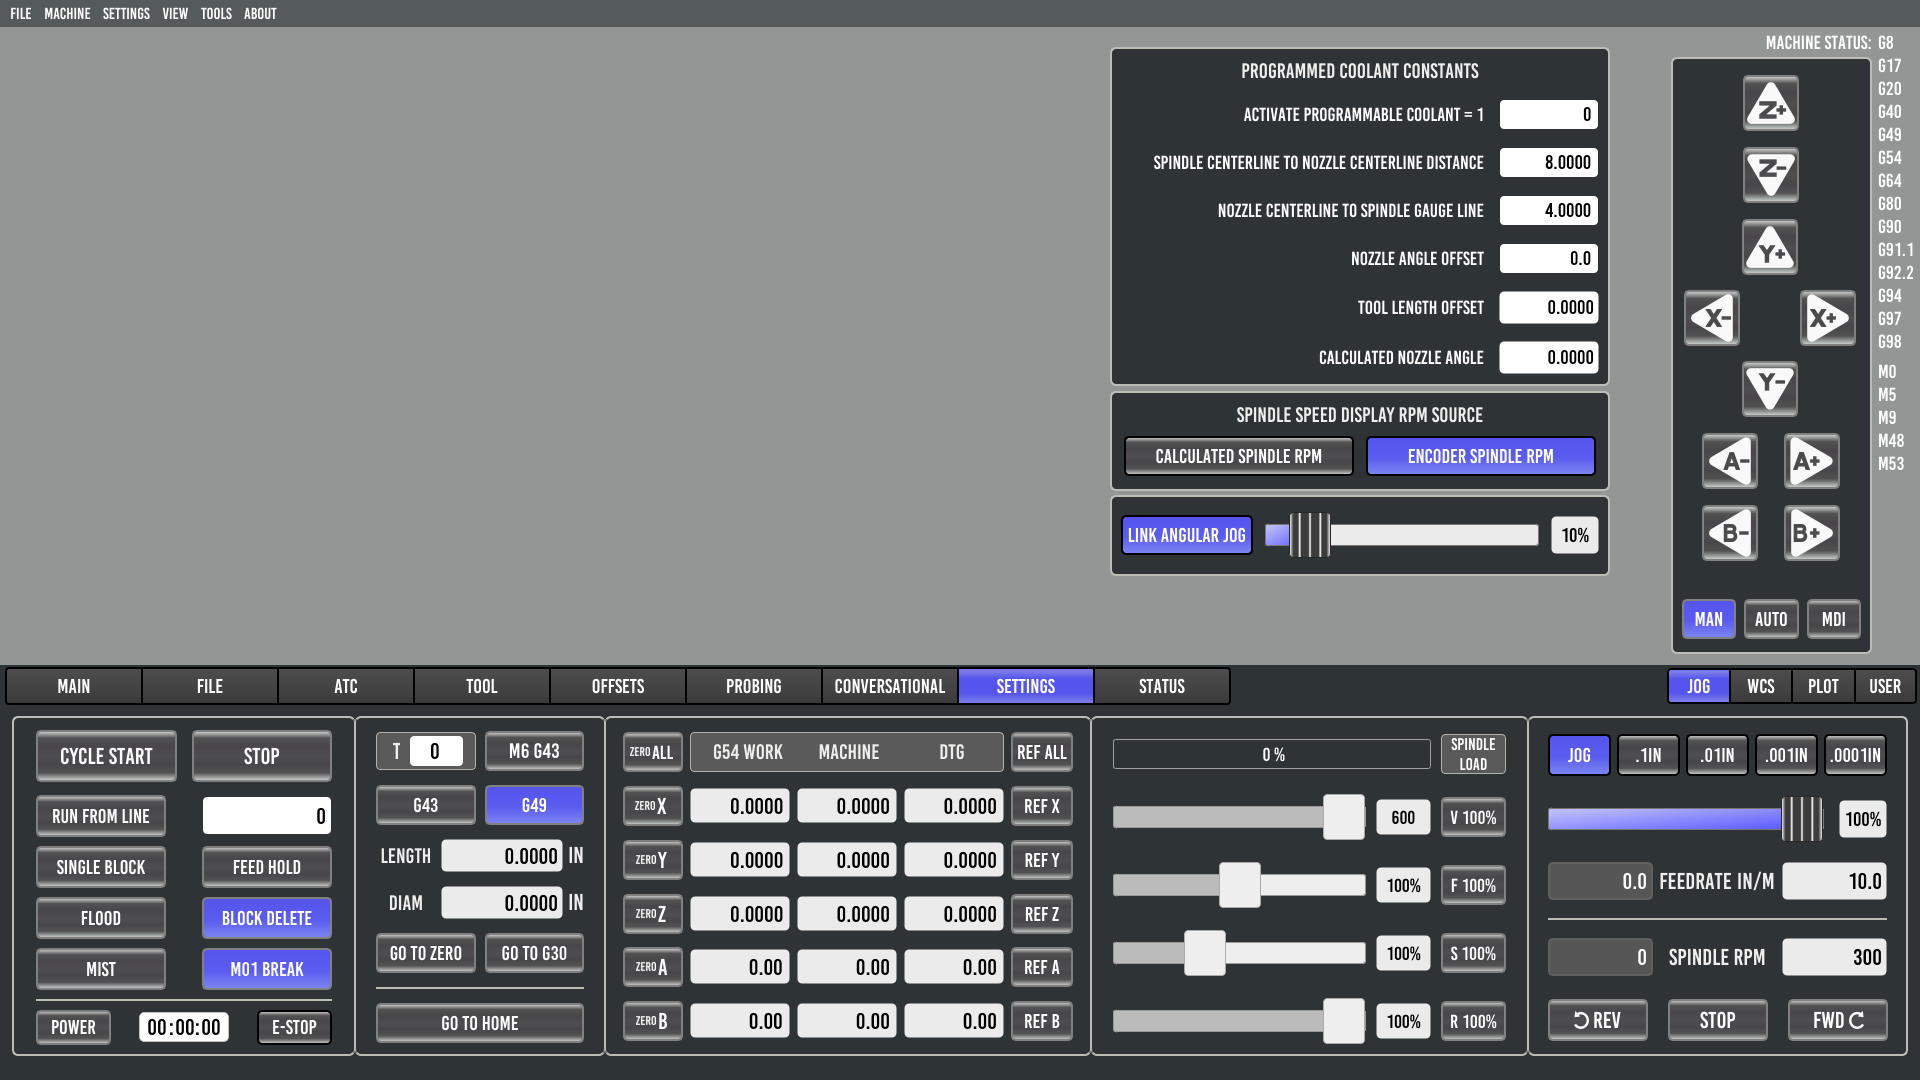 FILE MACHINE SETTINGS VIEW TOOLS ABOUT
MACHINE STATUS: G8
G17
G20
G40
G49
G54
G64
G80
G90
G91.1
G92.2
G94
G97
G98
M0
M5
M9
M48
M53
PROGRAMMED COOLANT CONSTANTS
ACTIVATE PROGRAMMABLE COOLANT = 1 0
SPINDLE CENTERLINE TO NOZZLE CENTERLINE DISTANCE 8.0000
NOZZLE CENTERLINE TO SPINDLE GAUGE LINE 4.0000
NOZZLE ANGLE OFFSET 0.0
TOOL LENGTH OFFSET 0.0000
CALCULATED NOZZLE ANGLE 0.0000
SPINDLE SPEED DISPLAY RPM SOURCE
CALCULATED SPINDLE RPM ENCODER SPINDLE RPM
LINK ANGULAR JOG 10%
Z+
Z-
Y+
X- X+
Y-
A- A+
B- B+
MAN AUTO MDI
MAIN FILE ATC TOOL OFFSETS PROBING CONVERSATIONAL SETTINGS STATUS
JOG WCS PLOT USER
CYCLE START STOP
RUN FROM LINE 0
SINGLE BLOCK FEED HOLD
FLOOD BLOCK DELETE
MIST M01 BREAK
POWER 00:00:00 E-STOP
T 0 M6 G43
G43 G49
LENGTH 0.0000 IN
DIAM 0.0000 IN
GO TO ZERO GO TO G30
GO TO HOME
ZERO ALL G54 WORK MACHINE DTG REF ALL
ZERO X 0.0000 0.0000 0.0000 REF X
ZERO Y 0.0000 0.0000 0.0000 REF Y
ZERO Z 0.0000 0.0000 0.0000 REF Z
ZERO A 0.00 0.00 0.00 REF A
ZERO B 0.00 0.00 0.00 REF B
0 % SPINDLE LOAD
600 V 100%
100% F 100%
100% S 100%
100% R 100%
JOG .1IN .01IN .001IN .0001IN
100%
0.0 FEEDRATE IN/M 10.0
0 SPINDLE RPM 300
REV STOP FWD